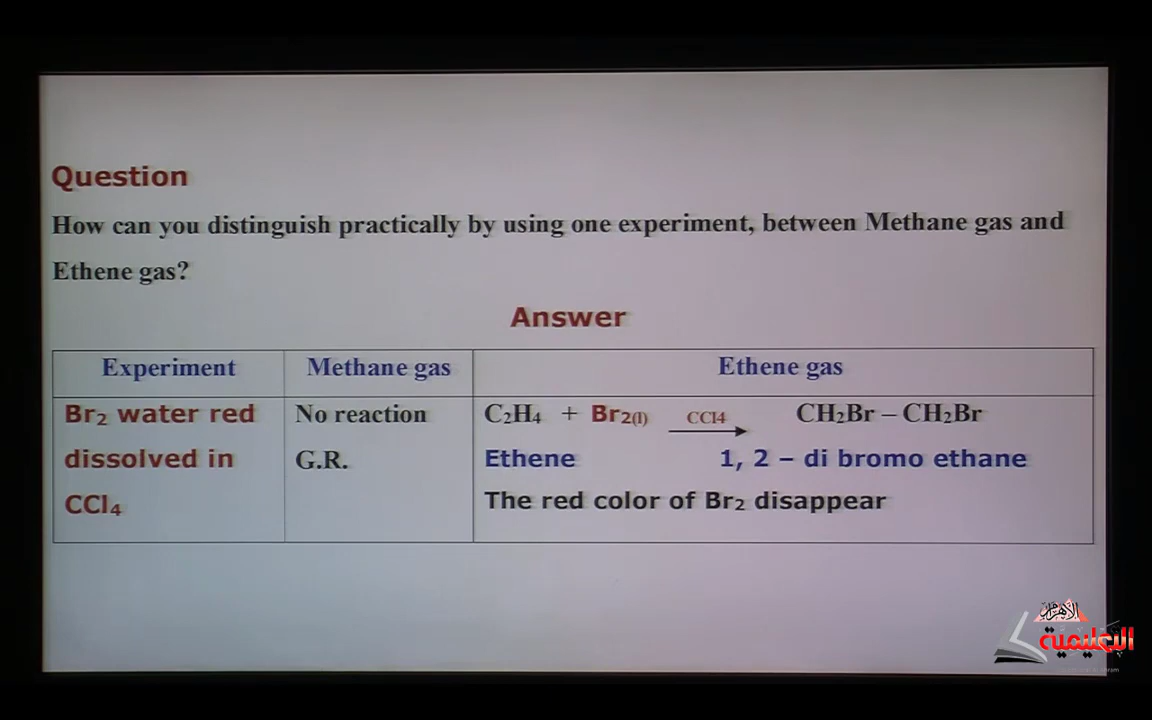 Question
How can you distinguish practically by using one experiment, between Methane gas and
Ethene gas?
Answer
Experiment Methane gas Ethene gas
Br₂ water red No reaction C₂H₄ + Br₂(l) CCl4 CH₂Br – CH₂Br
dissolved in G.R. Ethene 1, 2 – di bromo ethane
CCl₄ The red color of Br₂ disappear
الأهرام
التعليمية